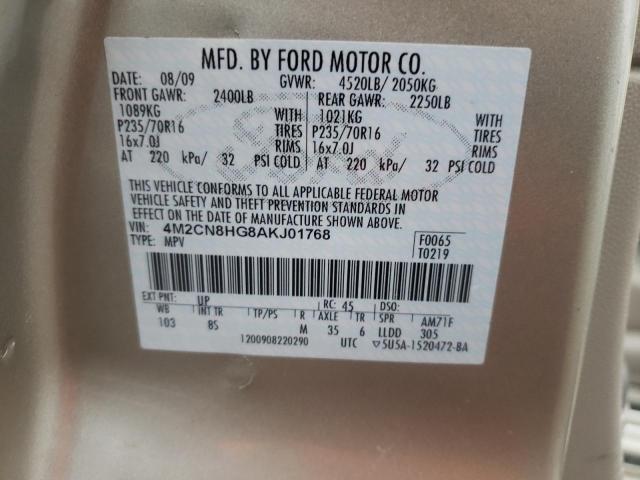 MFD. BY FORD MOTOR CO.
DATE: 08/09 GVWR: 4520LB/ 2050KG
FRONT GAWR: 2400LB REAR GAWR: 2250LB
1089KG WITH 1021KG WITH
P235/70R16 TIRES P235/70R16 TIRES
16x7.0J RIMS 16x7.0J RIMS
AT 220 kPa/ 32 PSI COLD AT 220 kPa/ 32 PSI COLD
THIS VEHICLE CONFORMS TO ALL APPLICABLE FEDERAL MOTOR
VEHICLE SAFETY AND THEFT PREVENTION STANDARDS IN
EFFECT ON THE DATE OF MANUFACTURE SHOWN ABOVE.
VIN: 4M2CN8HG8AKJ01768 F0065
TYPE: MPV T0219
EXT PNT: UP RC: 45 DSO:
WB INT TR TP/PS R AXLE TR SPR AM71F
103 8S M 35 6 LLDD 305
1200908220290 UTC ▽5U5A-1520472-BA